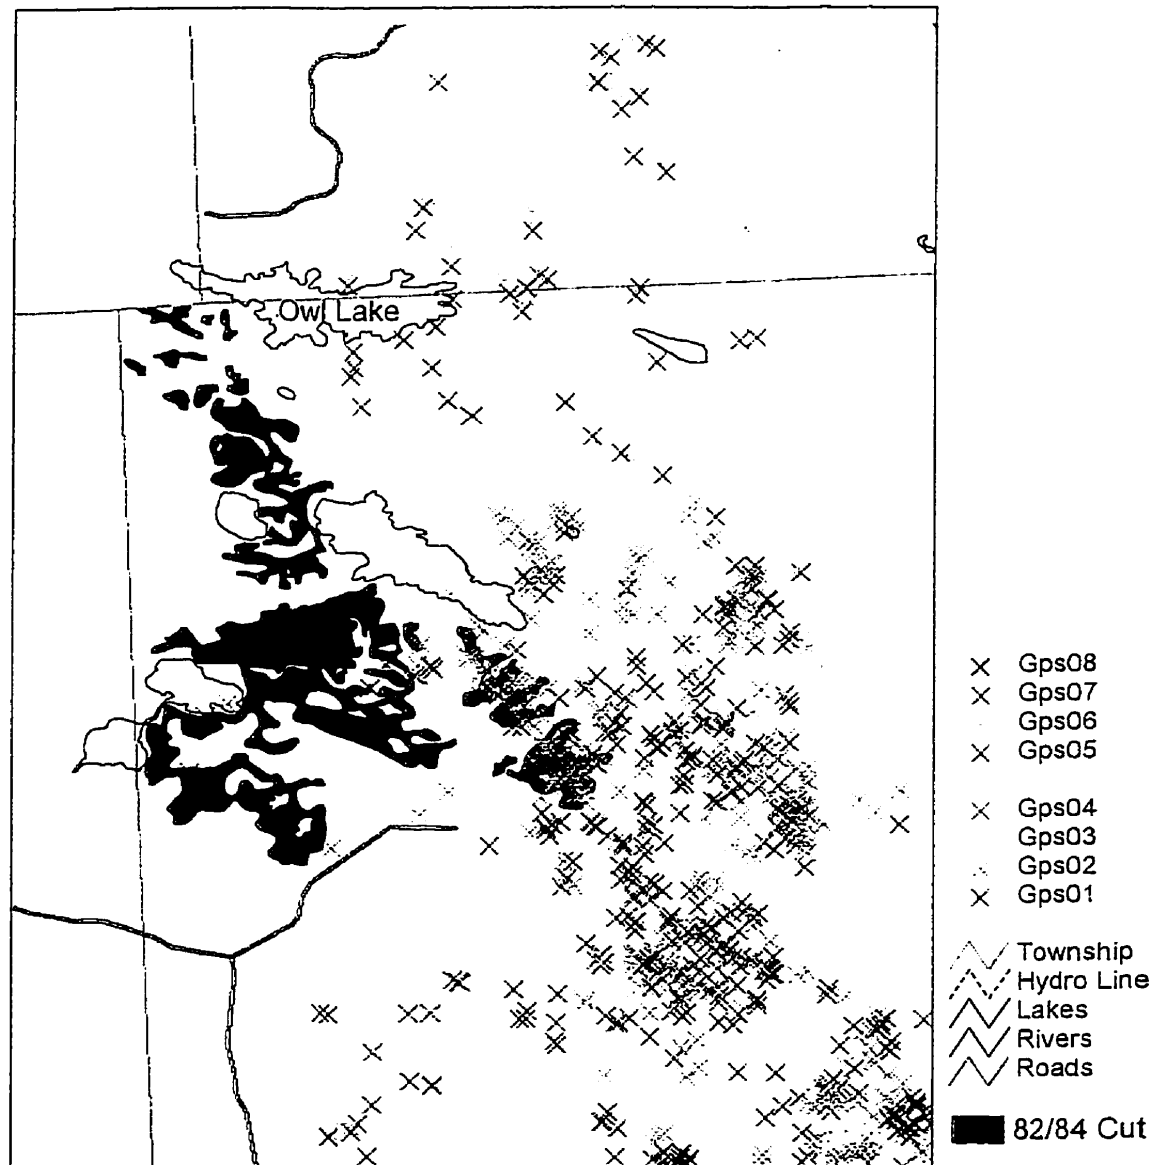 Owl Lake
Gps08
Gps07
Gps06
Gps05
Gps04
Gps03
Gps02
Gps01
Township
Hydro Line
Lakes
Rivers
Roads
82/84 Cut